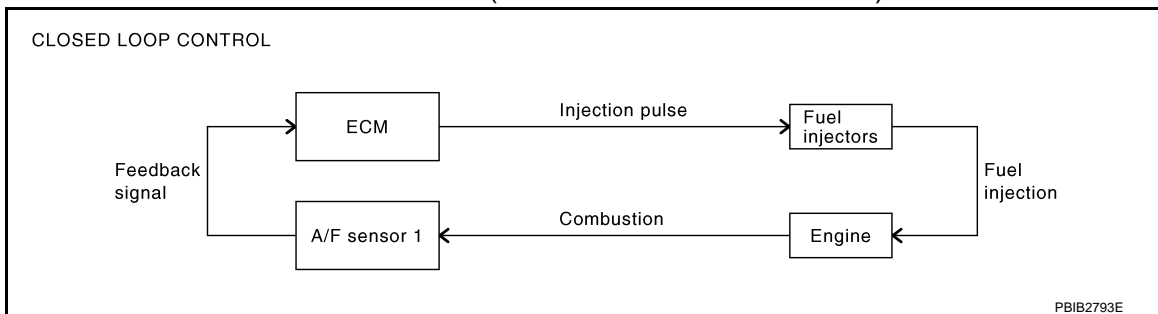 CLOSED LOOP CONTROL
ECM
Injection pulse
Fuel
injectors
Feedback
signal
Fuel
injection
A/F sensor 1
Combustion
Engine
PBIB2793E